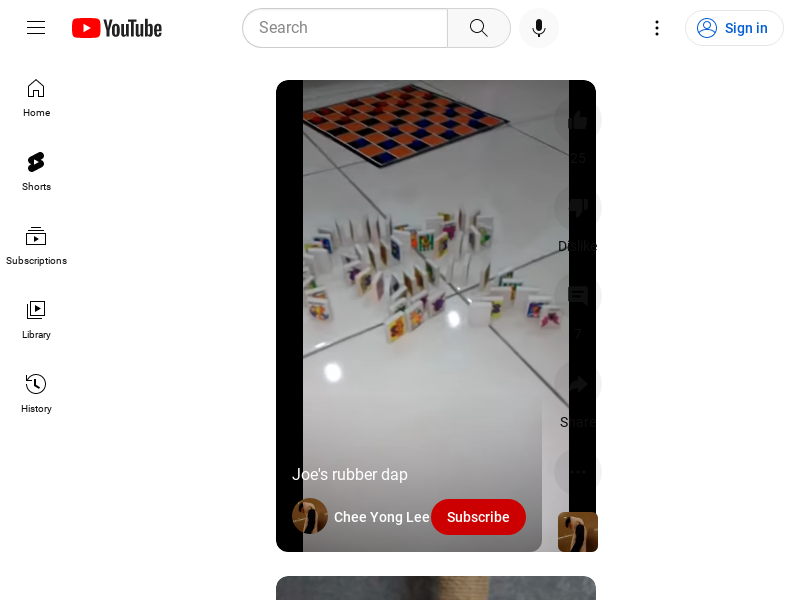 YouTube
Search
Sign in
Home
Shorts
Subscriptions
Library
History
25
Dislike
7
Share
Joe's rubber dap
Chee Yong Lee
Subscribe